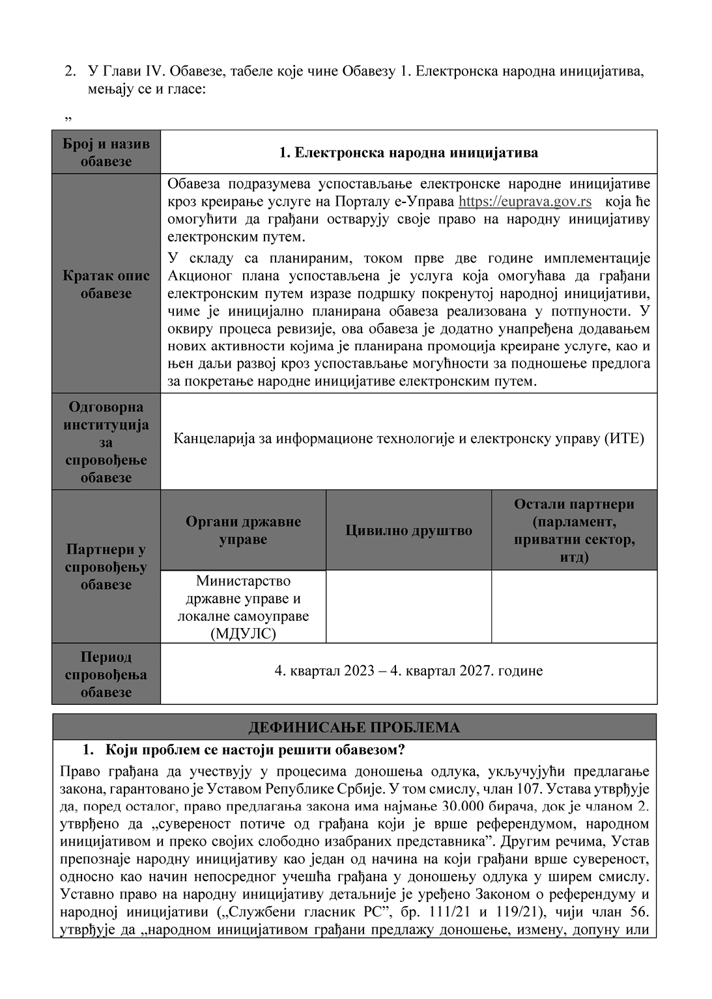 2. У Глави IV. Обавезе, табеле које чине Обавезу 1. Електронска народна иницијатива,
мењају се и гласе:
„
Број и назив
обавезе
1. Електронска народна иницијатива
Кратак опис
обавезе
Обавеза подразумева успостављање електронске народне иницијативе
кроз креирање услуге на Порталу е-Управа https://euprava.gov.rs која ће
омогућити да грађани остварују своје право на народну иницијативу
електронским путем.
У складу са планираним, током прве две године имплементације
Акционог плана успостављена је услуга која омогућава да грађани
електронским путем изразе подршку покренутој народној иницијативи,
чиме је иницијално планирана обавеза реализована у потпуности. У
оквиру процеса ревизије, ова обавеза је додатно унапређена додавањем
нових активности којима је планирана промоција креиране услуге, као и
њен даљи развој кроз успостављање могућности за подношење предлога
за покретање народне иницијативе електронским путем.
Одговорна
институција
за
спровођење
обавезе
Канцеларија за информационе технологије и електронску управу (ИТЕ)
Партнери у
спровођењу
обавезе
Органи државне
управе
Цивилно друштво
Остали партнери
(парламент,
приватни сектор,
итд)
Министарство
државне управе и
локалне самоуправе
(МДУЛС)
Период
спровођења
обавезе
4. квартал 2023 – 4. квартал 2027. године
ДЕФИНИСАЊЕ ПРОБЛЕМА
1. Који проблем се настоји решити обавезом?
Право грађана да учествују у процесима доношења одлука, укључујући предлагање
закона, гарантовано је Уставом Републике Србије. У том смислу, члан 107. Устава утврђује
да, поред осталог, право предлагања закона има најмање 30.000 бирача, док је чланом 2.
утврђено да „сувереност потиче од грађана који је врше референдумом, народном
иницијативом и преко својих слободно изабраних представника”. Другим речима, Устав
препознаје народну иницијативу као један од начина на који грађани врше сувереност,
односно као начин непосредног учешћа грађана у доношењу одлука у ширем смислу.
Уставно право на народну иницијативу детаљније је уређено Законом о референдуму и
народној иницијативи („Службени гласник РС”, бр. 111/21 и 119/21), чији члан 56.
утврђује да „народном иницијативом грађани предлажу доношење, измену, допуну или